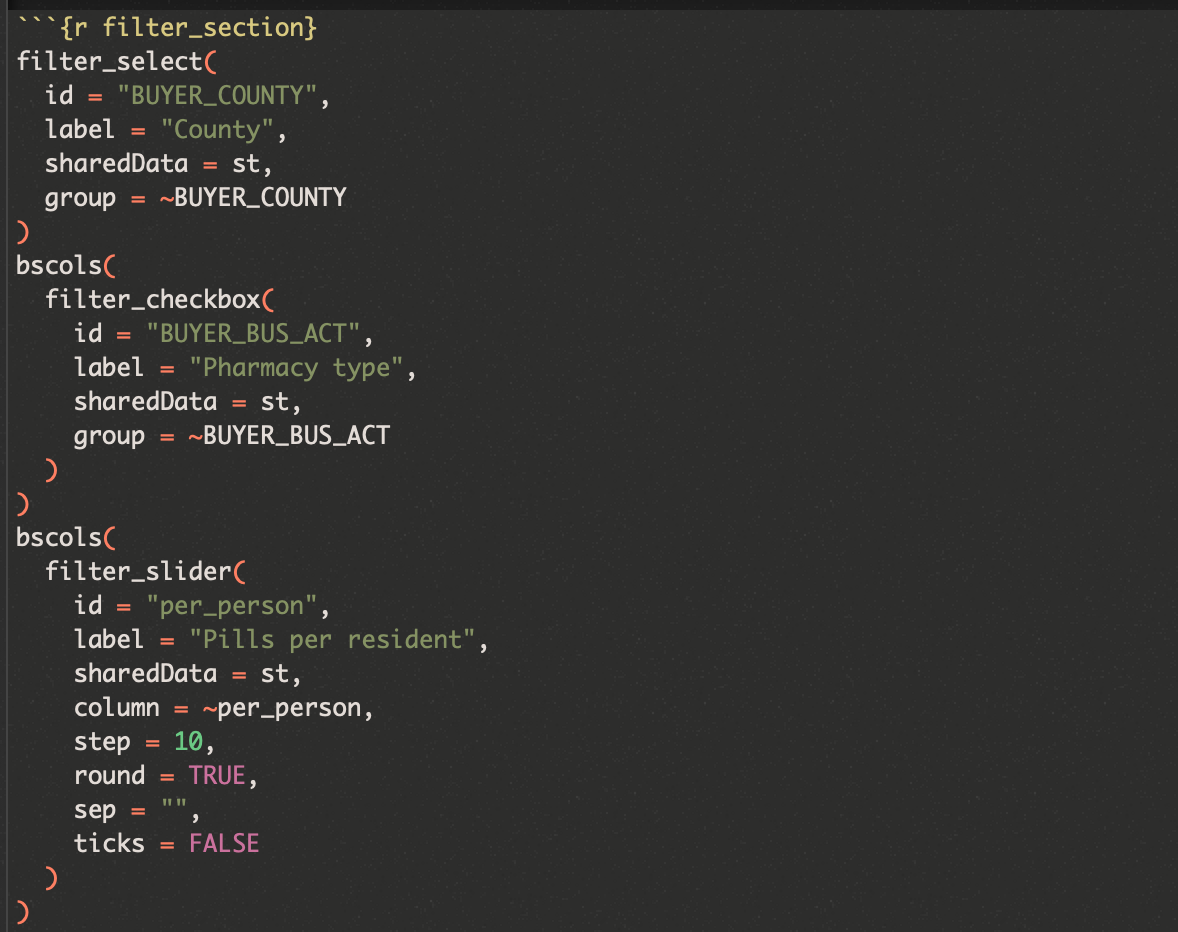 ```{r filter_section}
filter_select(
  id = "BUYER_COUNTY",
  label = "County",
  sharedData = st,
  group = ~BUYER_COUNTY
)
bscols(
  filter_checkbox(
    id = "BUYER_BUS_ACT",
    label = "Pharmacy type",
    sharedData = st,
    group = ~BUYER_BUS_ACT
  )
)
bscols(
  filter_slider(
    id = "per_person",
    label = "Pills per resident",
    sharedData = st,
    column = ~per_person,
    step = 10,
    round = TRUE,
    sep = "",
    ticks = FALSE
  )
)